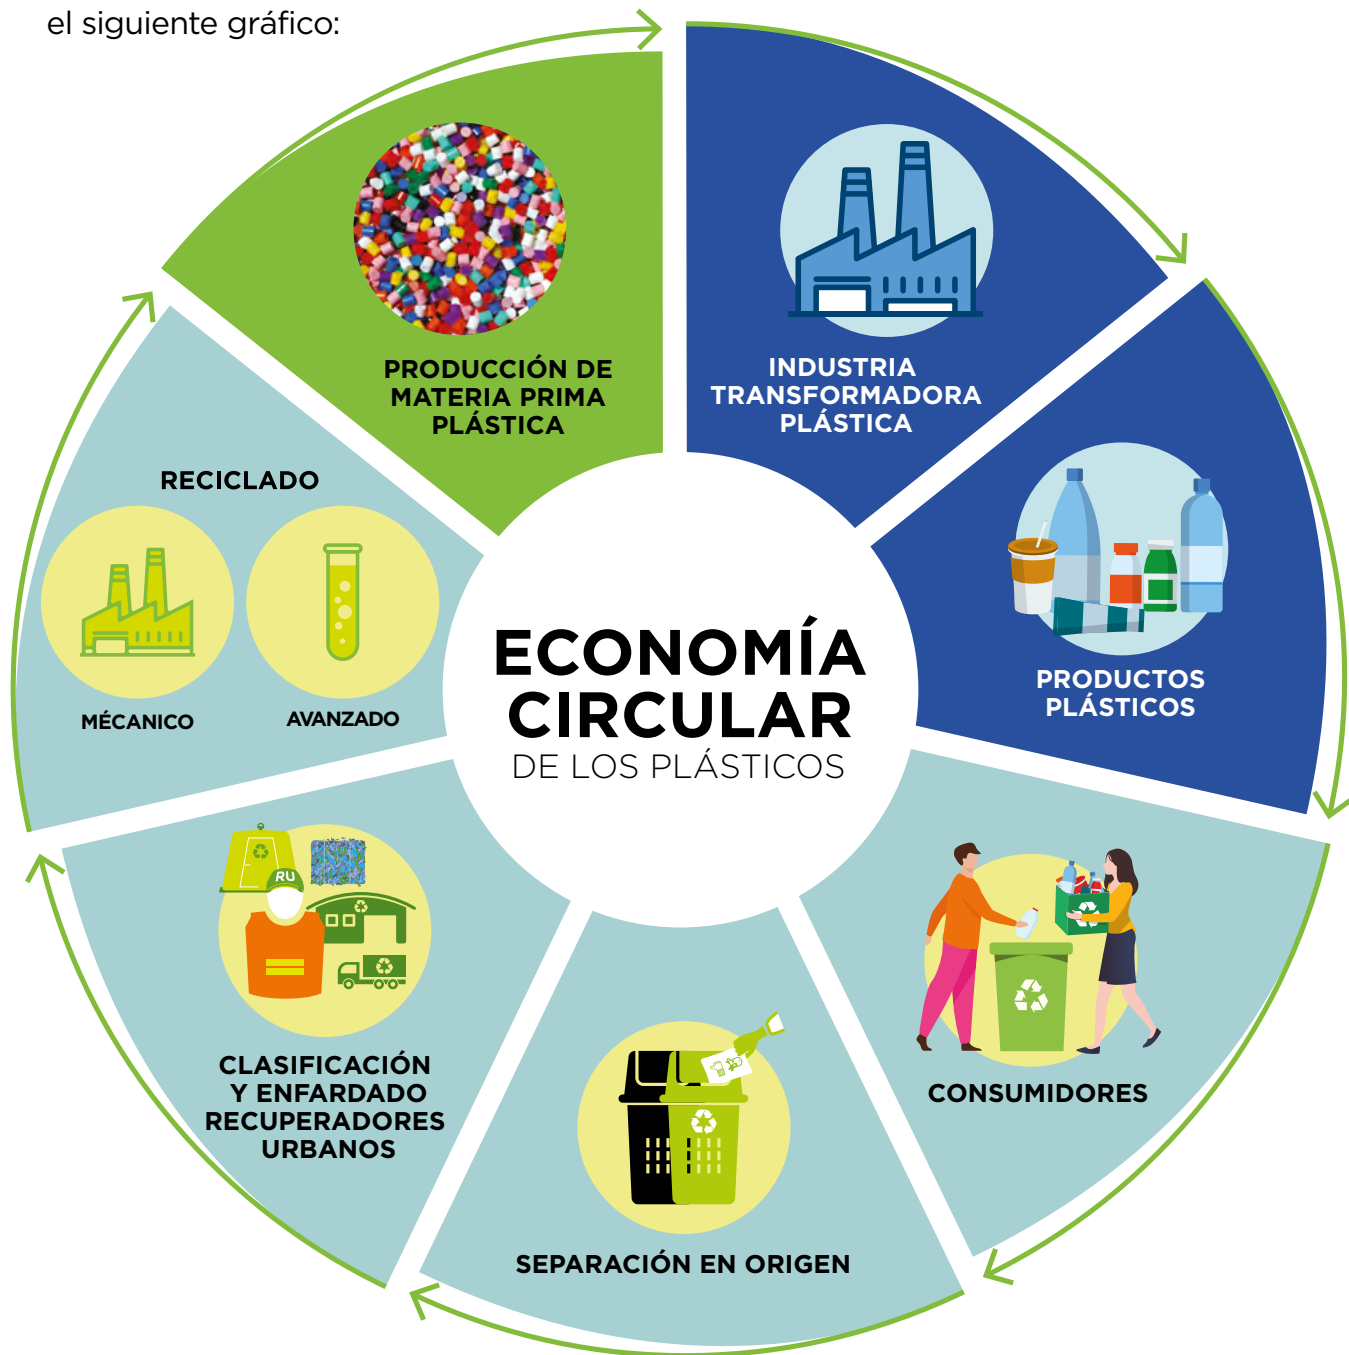 el siguiente gráfico:
PRODUCCIÓN DE
MATERIA PRIMA
PLÁSTICA
INDUSTRIA
TRANSFORMADORA
PLÁSTICA
PRODUCTOS
PLÁSTICOS
CONSUMIDORES
SEPARACIÓN EN ORIGEN
RU
CLASIFICACIÓN
Y ENFARDADO
RECUPERADORES
URBANOS
RECICLADO
MÉCANICO
AVANZADO
ECONOMÍA
CIRCULAR
DE LOS PLÁSTICOS